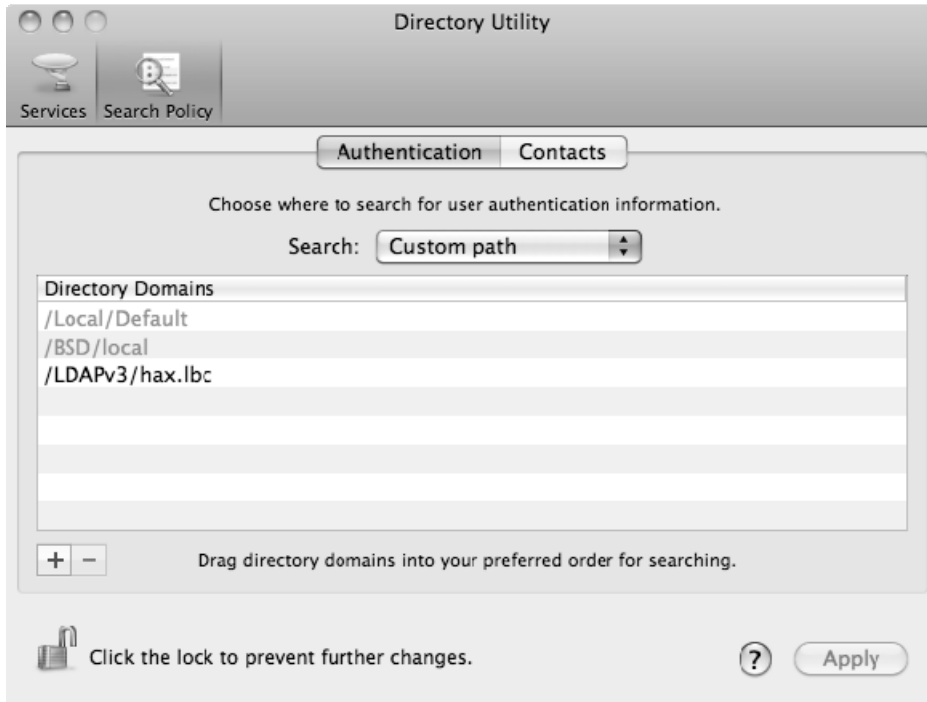 Directory Utility
Services
Search Policy
Authentication
Contacts
Choose where to search for user authentication information.
Search: Custom path
Directory Domains
/Local/Default
/BSD/local
/LDAPv3/hax.lbc
+ −
Drag directory domains into your preferred order for searching.
Click the lock to prevent further changes.
?
Apply